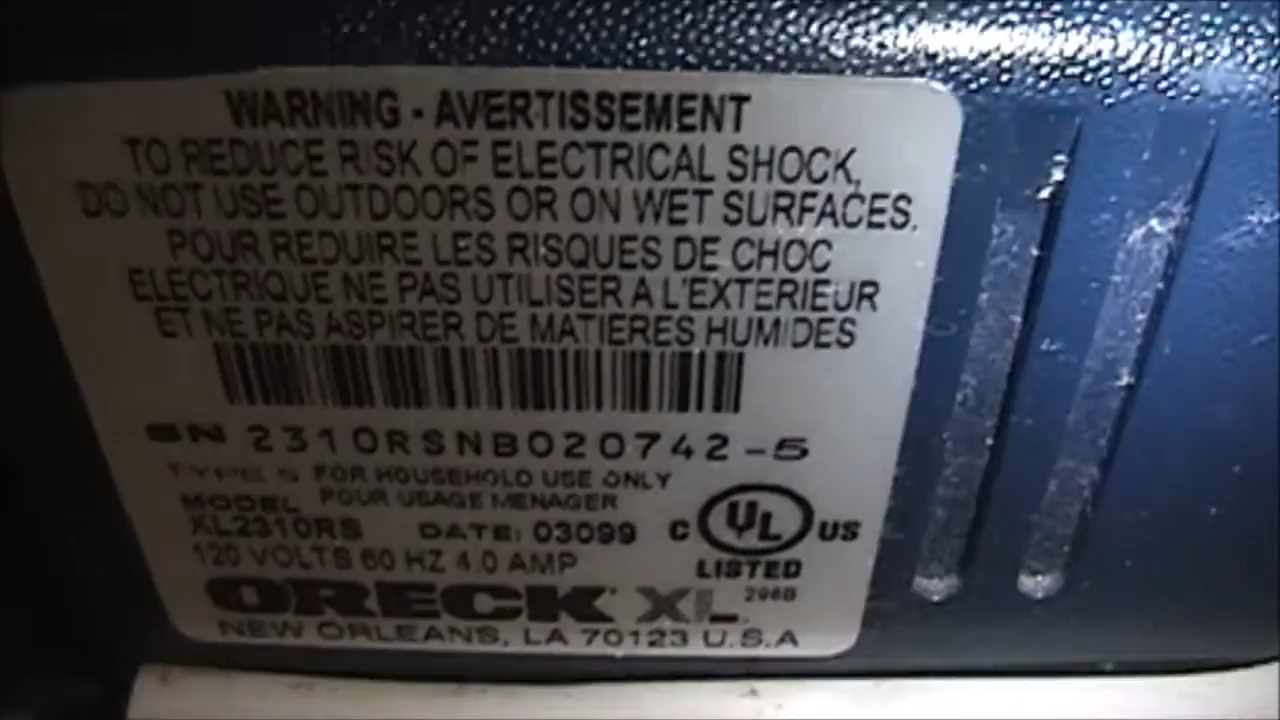 WARNING - AVERTISSEMENT
TO REDUCE RISK OF ELECTRICAL SHOCK,
DO NOT USE OUTDOORS OR ON WET SURFACES.
POUR REDUIRE LES RISQUES DE CHOC
ELECTRIQUE NE PAS UTILISER A L'EXTERIEUR
ET NE PAS ASPIRER DE MATIERES HUMIDES
SN 2310RSNB020742-5
TYPE 5 FOR HOUSEHOLD USE ONLY
MODEL POUR USAGE MENAGER
XL2310RS DATE: 03099
C UL US
120 VOLTS 60 HZ 4.0 AMP
LISTED
ORECK XL
NEW ORLEANS, LA 70123 U.S.A